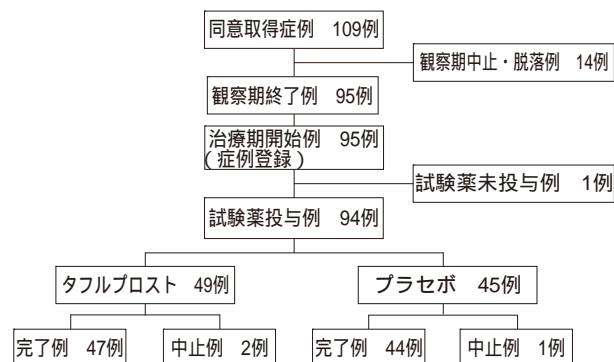 同意取得症例　109例
観察期中止・脱落例　14例
観察期終了例　95例
治療期開始例　95例
（症例登録）
試験薬未投与例　1例
試験薬投与例　94例
タフルプロスト　49例
プラセボ　45例
完了例　47例
中止例　2例
完了例　44例
中止例　1例